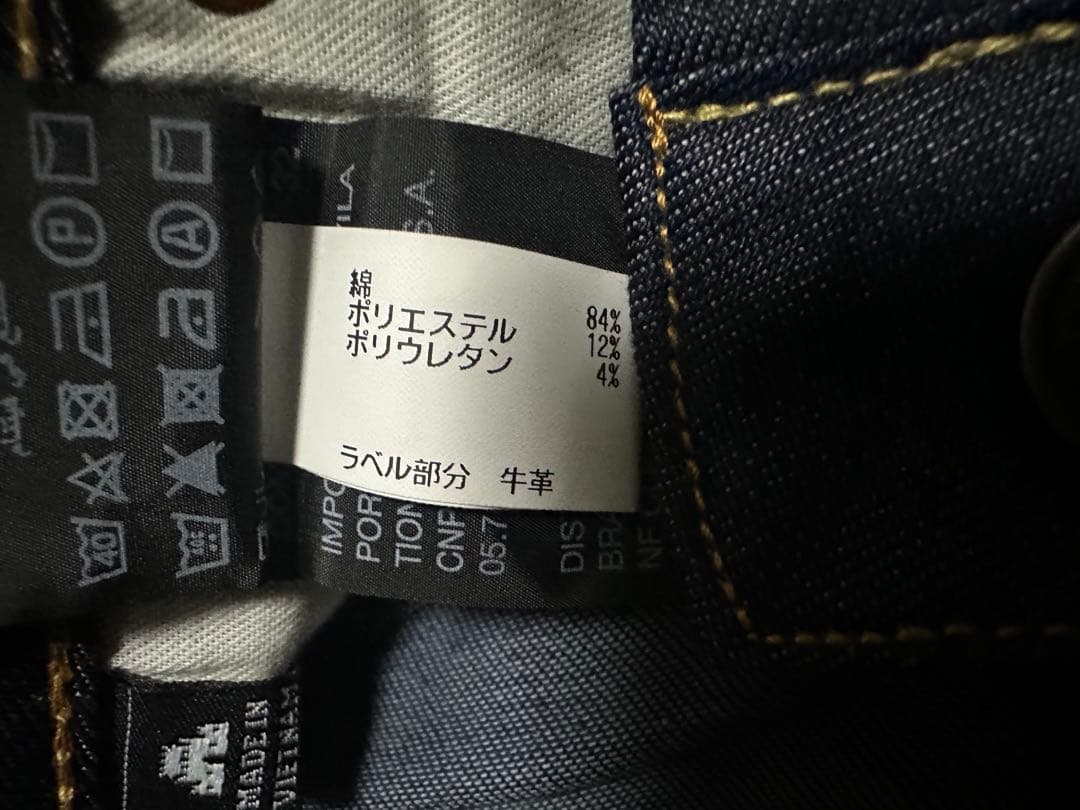 綿 84%
ポリエステル 12%
ポリウレタン 4%
ラベル部分 牛革
S.A.
IMPO
POR
TION
CNP
05.7
DIS
BRA
P
A
40
MADE IN
VIETNAM